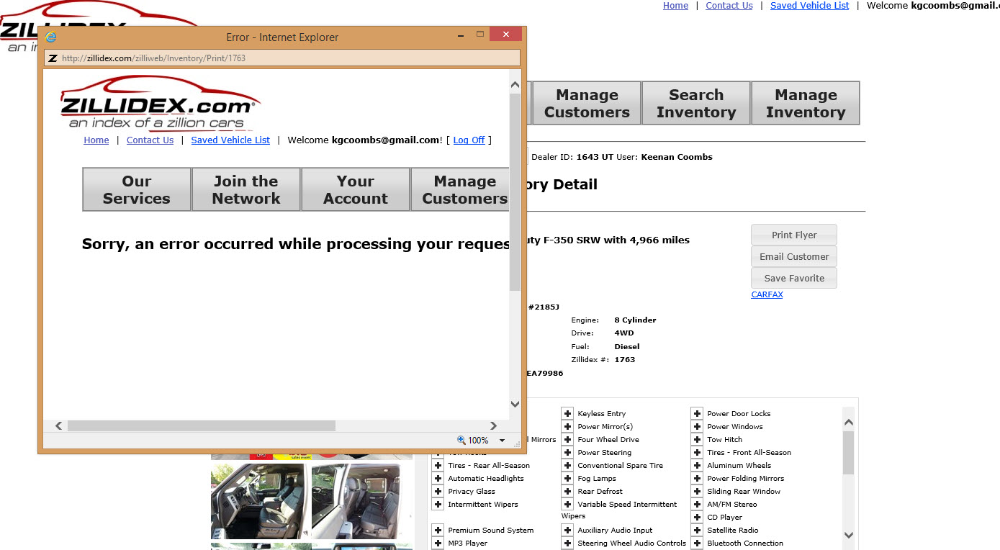 Home | Contact Us | Saved Vehicle List | Welcome kgcoombs@gmail.
ZILLIDEX
an i
Error - Internet Explorer
Z http://zillidex.com/zilliweb/Inventory/Print/1763
ZILLIDEX.com
an index of a zillion cars
Home | Contact Us | Saved Vehicle List | Welcome kgcoombs@gmail.com! [ Log Off ]
Our Services
Join the Network
Your Account
Manage Customers
Sorry, an error occurred while processing your reques
100%
Manage Customers
Search Inventory
Manage Inventory
Dealer ID: 1643 UT User: Keenan Coombs
ory Detail
uty F-350 SRW with 4,966 miles
Print Flyer
Email Customer
Save Favorite
CARFAX
#2185J
Engine: 8 Cylinder
Drive: 4WD
Fuel: Diesel
Zillidex #: 1763
EA79986
Keyless Entry
Power Door Locks
Power Mirror(s)
Power Windows
l Mirrors
Four Wheel Drive
Tow Hitch
Power Steering
Tires - Front All-Season
Tires - Rear All-Season
Conventional Spare Tire
Aluminum Wheels
Automatic Headlights
Fog Lamps
Power Folding Mirrors
Privacy Glass
Rear Defrost
Sliding Rear Window
Intermittent Wipers
Variable Speed Intermittent Wipers
AM/FM Stereo
CD Player
Premium Sound System
Auxiliary Audio Input
Satellite Radio
MP3 Player
Steering Wheel Audio Controls
Bluetooth Connection
sales event